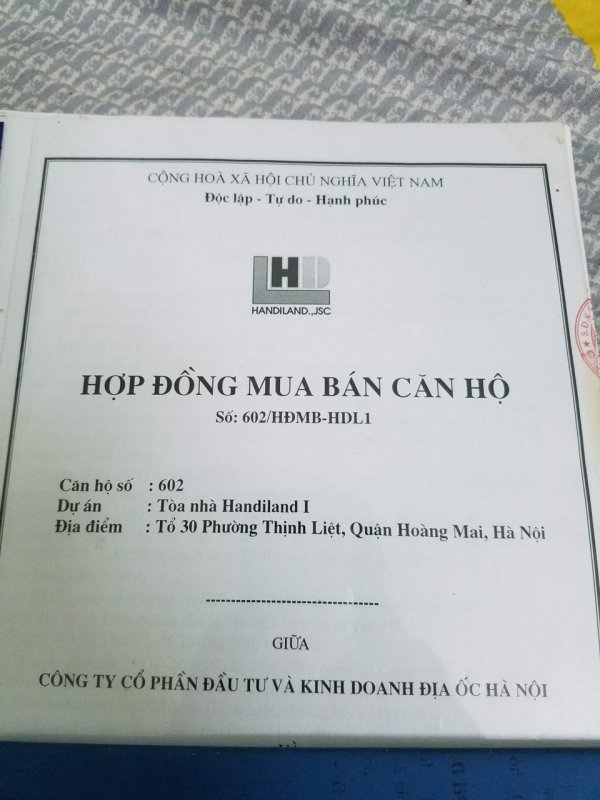 CỘNG HOÀ XÃ HỘI CHỦ NGHĨA VIỆT NAM
Độc lập - Tự do - Hạnh phúc
LHD
HANDILAND.,JSC
HỢP ĐỒNG MUA BÁN CĂN HỘ
Số: 602/HĐMB-HDL1
Căn hộ số : 602
Dự án : Tòa nhà Handiland I
Địa điểm : Tổ 30 Phường Thịnh Liệt, Quận Hoàng Mai, Hà Nội
GIỮA
CÔNG TY CỔ PHẦN ĐẦU TƯ VÀ KINH DOANH ĐỊA ỐC HÀ NỘI